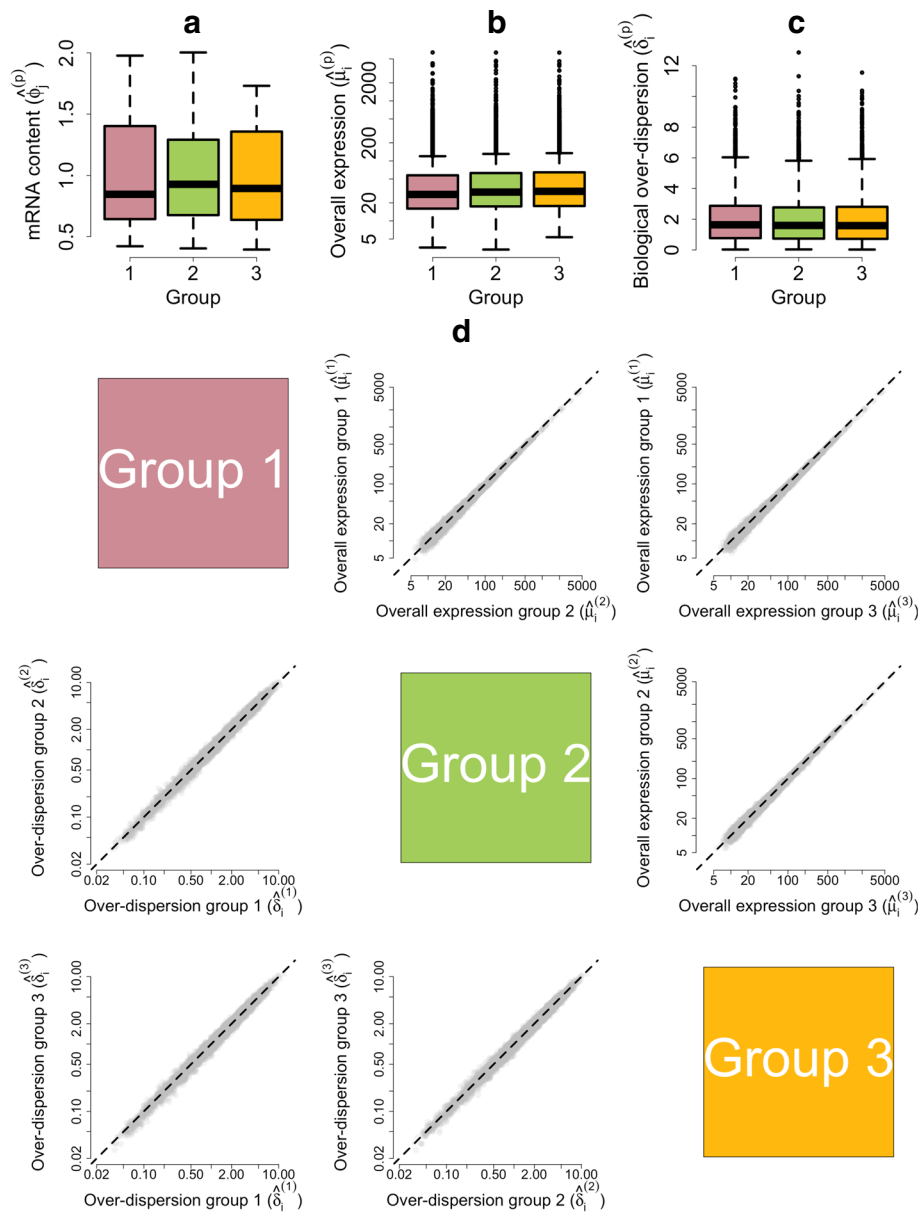 a
mRNA content (ϕ̂ⱼ⁽ᵖ⁾)
2.0
1.5
1.0
0.5
1 2 3
Group
b
Overall expression (μ̂ᵢ⁽ᵖ⁾)
2000
200
20
5
1 2 3
Group
c
Biological over-dispersion (δ̂ᵢ⁽ᵖ⁾)
12
10
8
6
4
2
0
1 2 3
Group
d
Group 1
Overall expression group 1 (μ̂ᵢ⁽¹⁾)
5000
500
100
20
5
5 20 100 500 5000
Overall expression group 2 (μ̂ᵢ⁽²⁾)
Overall expression group 1 (μ̂ᵢ⁽¹⁾)
5000
500
100
20
5
5 20 100 500 5000
Overall expression group 3 (μ̂ᵢ⁽³⁾)
Over-dispersion group 2 (δ̂ᵢ⁽²⁾)
10.00
2.00
0.50
0.10
0.02
0.02 0.10 0.50 2.00 10.00
Over-dispersion group 1 (δ̂ᵢ⁽¹⁾)
Group 2
Overall expression group 2 (μ̂ᵢ⁽²⁾)
5000
500
100
20
5
5 20 100 500 5000
Overall expression group 3 (μ̂ᵢ⁽³⁾)
Over-dispersion group 3 (δ̂ᵢ⁽³⁾)
10.00
2.00
0.50
0.10
0.02
0.02 0.10 0.50 2.00 10.00
Over-dispersion group 1 (δ̂ᵢ⁽¹⁾)
Over-dispersion group 3 (δ̂ᵢ⁽³⁾)
10.00
2.00
0.50
0.10
0.02
0.02 0.10 0.50 2.00 10.00
Over-dispersion group 2 (δ̂ᵢ⁽²⁾)
Group 3